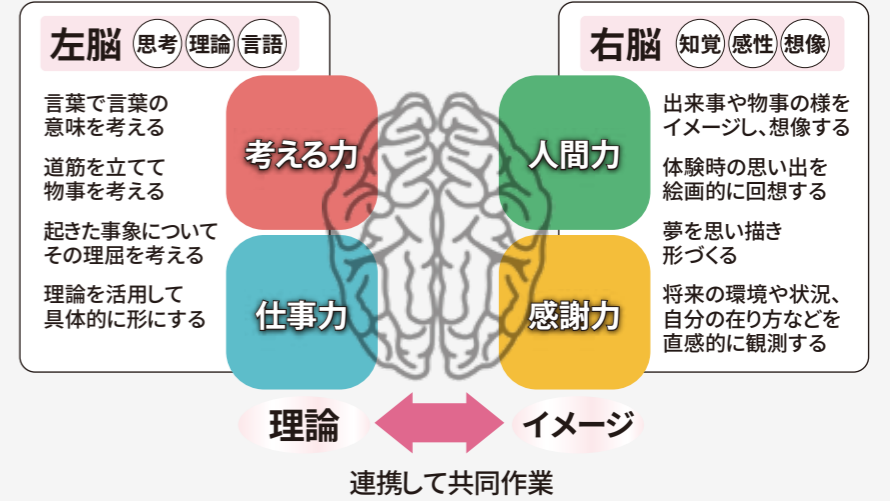 左脳 思考 理論 言語
言葉で言葉の
意味を考える
道筋を立てて
物事を考える
起きた事象について
その理屈を考える
理論を活用して
具体的に形にする
考える力
仕事力
右脳 知覚 感性 想像
人間力
感謝力
出来事や物事の様を
イメージし、想像する
体験時の思い出を
絵画的に回想する
夢を思い描き
形づくる
将来の環境や状況、
自分の在り方などを
直感的に観測する
理論
イメージ
連携して共同作業